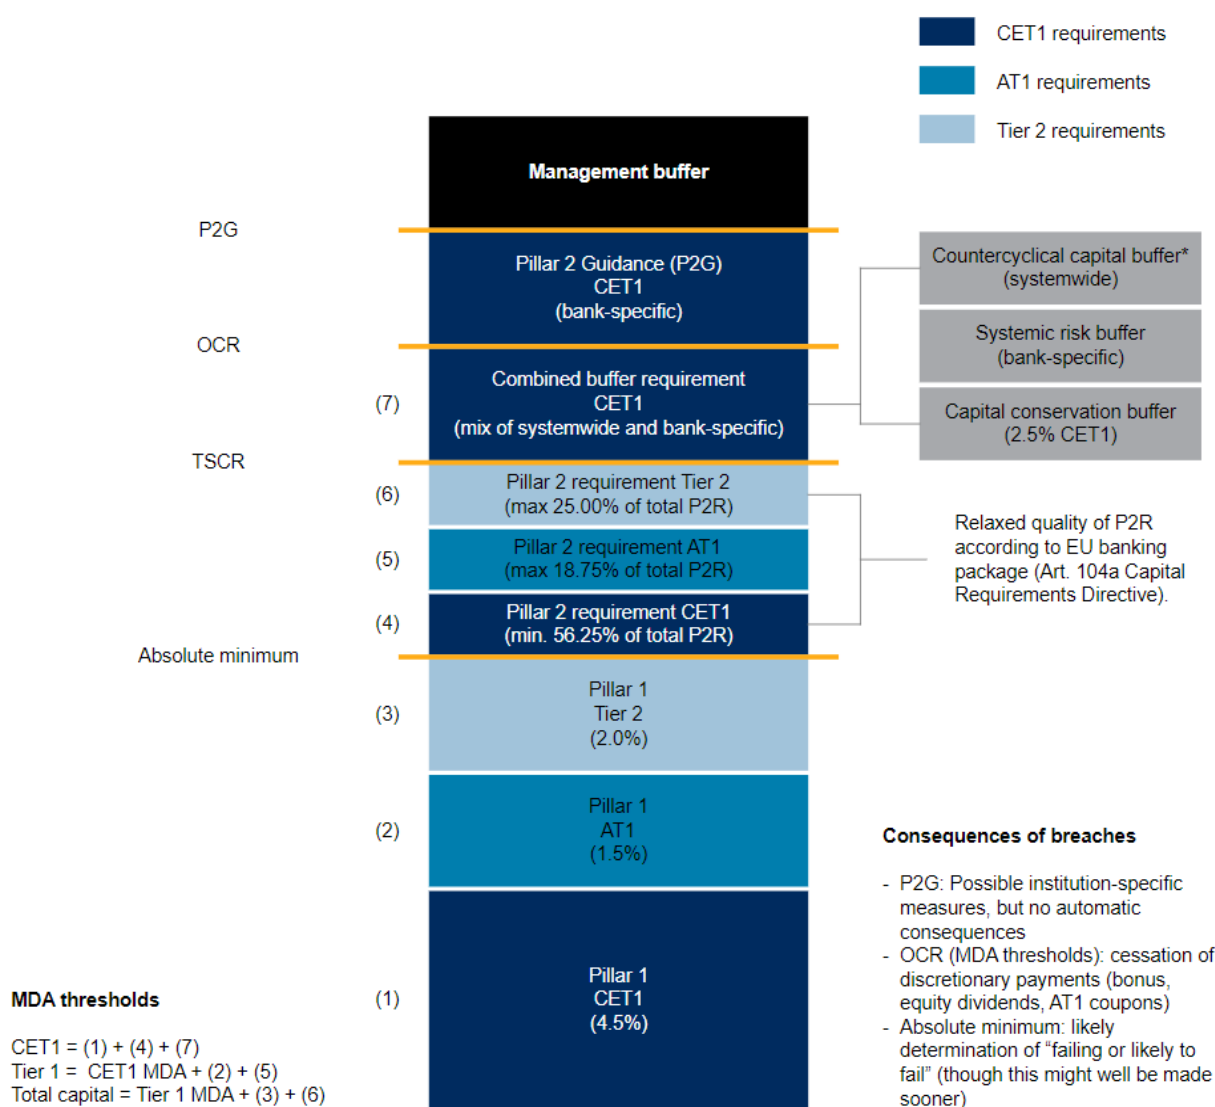 CET1 requirements
AT1 requirements
Tier 2 requirements
Management buffer
P2G
Pillar 2 Guidance (P2G)
CET1
(bank-specific)
Countercyclical capital buffer*
(systemwide)
OCR
Systemic risk buffer
(bank-specific)
(7)
Combined buffer requirement
CET1
(mix of systemwide and bank-specific)
Capital conservation buffer
(2.5% CET1)
TSCR
(6)
Pillar 2 requirement Tier 2
(max 25.00% of total P2R)
(5)
Pillar 2 requirement AT1
(max 18.75% of total P2R)
Relaxed quality of P2R
according to EU banking
package (Art. 104a Capital
Requirements Directive).
(4)
Pillar 2 requirement CET1
(min. 56.25% of total P2R)
Absolute minimum
(3)
Pillar 1
Tier 2
(2.0%)
(2)
Pillar 1
AT1
(1.5%)
(1)
Pillar 1
CET1
(4.5%)
MDA thresholds
CET1 = (1) + (4) + (7)
Tier 1 = CET1 MDA + (2) + (5)
Total capital = Tier 1 MDA + (3) + (6)
Consequences of breaches
- P2G: Possible institution-specific
measures, but no automatic
consequences
- OCR (MDA thresholds): cessation of
discretionary payments (bonus,
equity dividends, AT1 coupons)
- Absolute minimum: likely
determination of “failing or likely to
fail” (though this might well be made
sooner)